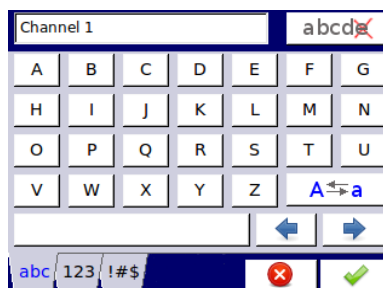 Channel 1 abcde
A B C D E F G
H I J K L M N
O P Q R S T U
V W X Y Z A a
abc 123 !#$